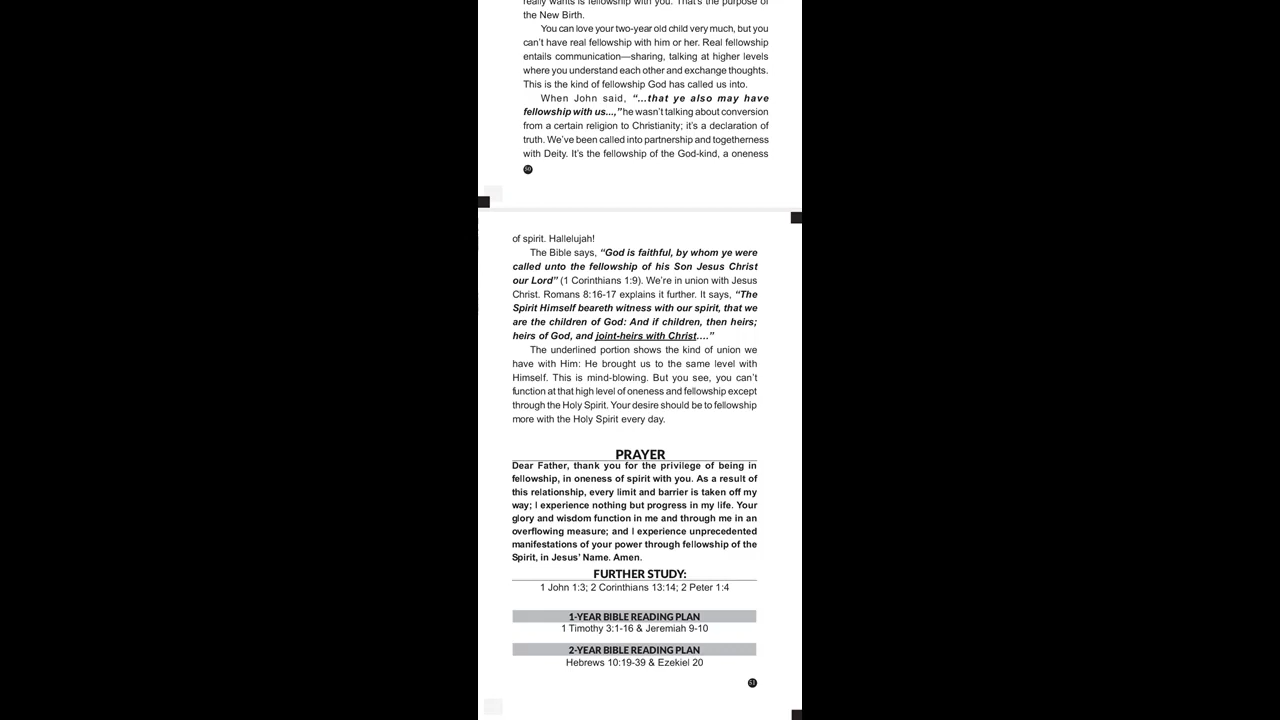 really wants is fellowship with you. That's the purpose of
the New Birth.
You can love your two-year old child very much, but you
can't have real fellowship with him or her. Real fellowship
entails communication—sharing, talking at higher levels
where you understand each other and exchange thoughts.
This is the kind of fellowship God has called us into.
When John said, “...that ye also may have
fellowship with us...,” he wasn't talking about conversion
from a certain religion to Christianity; it's a declaration of
truth. We've been called into partnership and togetherness
with Deity. It's the fellowship of the God-kind, a oneness
50
of spirit. Hallelujah!
The Bible says, “God is faithful, by whom ye were
called unto the fellowship of his Son Jesus Christ
our Lord” (1 Corinthians 1:9). We're in union with Jesus
Christ. Romans 8:16-17 explains it further. It says, “The
Spirit Himself beareth witness with our spirit, that we
are the children of God: And if children, then heirs;
heirs of God, and joint-heirs with Christ....”
The underlined portion shows the kind of union we
have with Him: He brought us to the same level with
Himself. This is mind-blowing. But you see, you can't
function at that high level of oneness and fellowship except
through the Holy Spirit. Your desire should be to fellowship
more with the Holy Spirit every day.
PRAYER
Dear Father, thank you for the privilege of being in
fellowship, in oneness of spirit with you. As a result of
this relationship, every limit and barrier is taken off my
way; I experience nothing but progress in my life. Your
glory and wisdom function in me and through me in an
overflowing measure; and I experience unprecedented
manifestations of your power through fellowship of the
Spirit, in Jesus' Name. Amen.
FURTHER STUDY:
1 John 1:3; 2 Corinthians 13:14; 2 Peter 1:4
1-YEAR BIBLE READING PLAN
1 Timothy 3:1-16 & Jeremiah 9-10
2-YEAR BIBLE READING PLAN
Hebrews 10:19-39 & Ezekiel 20
51